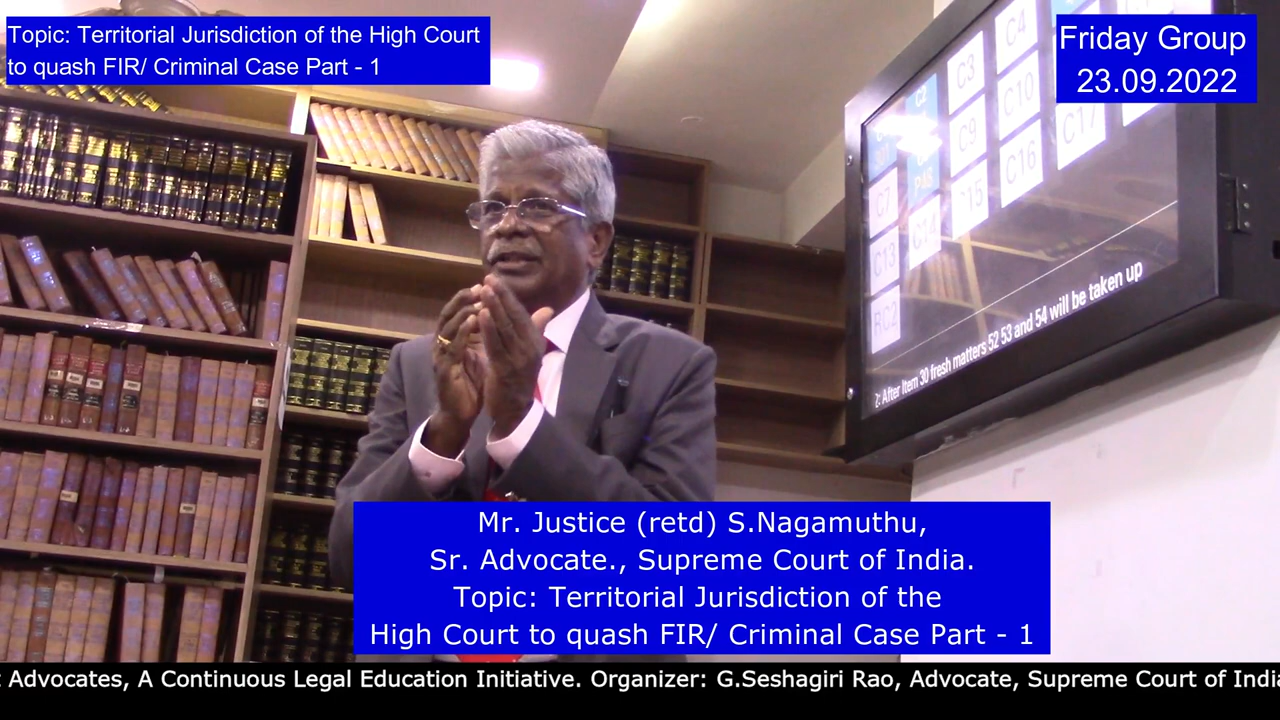 Topic: Territorial Jurisdiction of the High Court
to quash FIR/ Criminal Case Part - 1
Friday Group
23.09.2022
C4
C3
C10
C17
C9
C16
C7
C15
C14
C13
RC2
After Item 30 fresh matters 52 53 and 54 will be taken up
Mr. Justice (retd) S.Nagamuthu,
Sr. Advocate., Supreme Court of India.
Topic: Territorial Jurisdiction of the
High Court to quash FIR/ Criminal Case Part - 1
Advocates, A Continuous Legal Education Initiative. Organizer: G.Seshagiri Rao, Advocate, Supreme Court of India